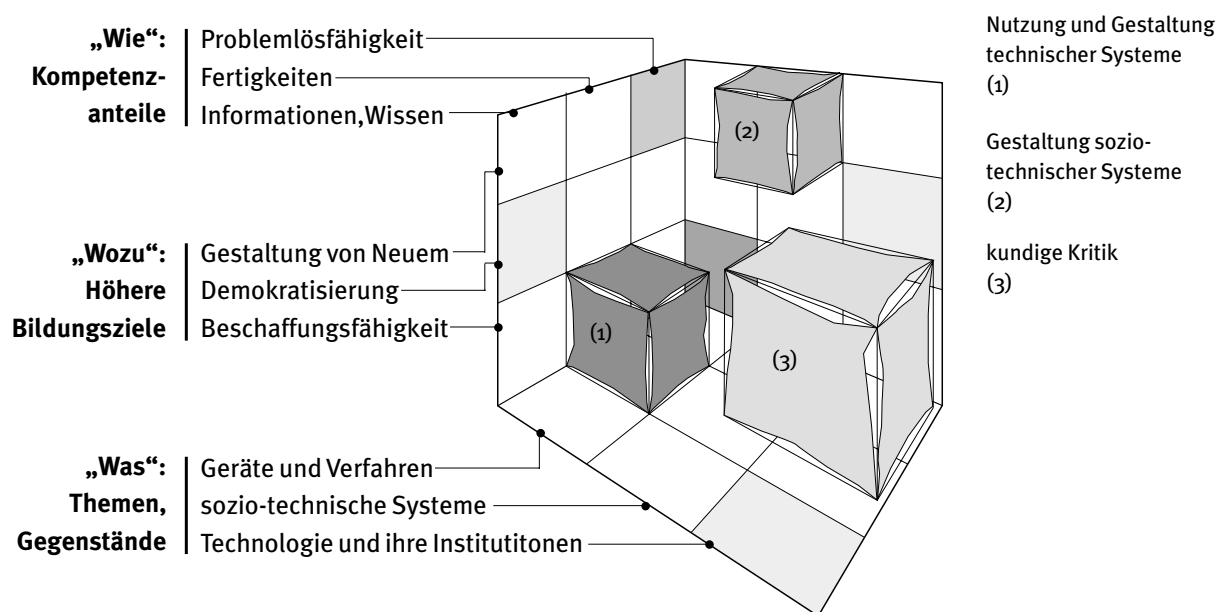 „Wie“:
Kompetenz-
anteile
Problemlösfähigkeit
Fertigkeiten
Informationen,Wissen
„Wozu“:
Höhere
Bildungsziele
Gestaltung von Neuem
Demokratisierung
Beschaffungsfähigkeit
„Was“:
Themen,
Gegenstände
Geräte und Verfahren
sozio-technische Systeme
Technologie und ihre Institutitonen
(2)
(1)
(3)
Nutzung und Gestaltung
technischer Systeme
(1)
Gestaltung sozio-
technischer Systeme
(2)
kundige Kritik
(3)